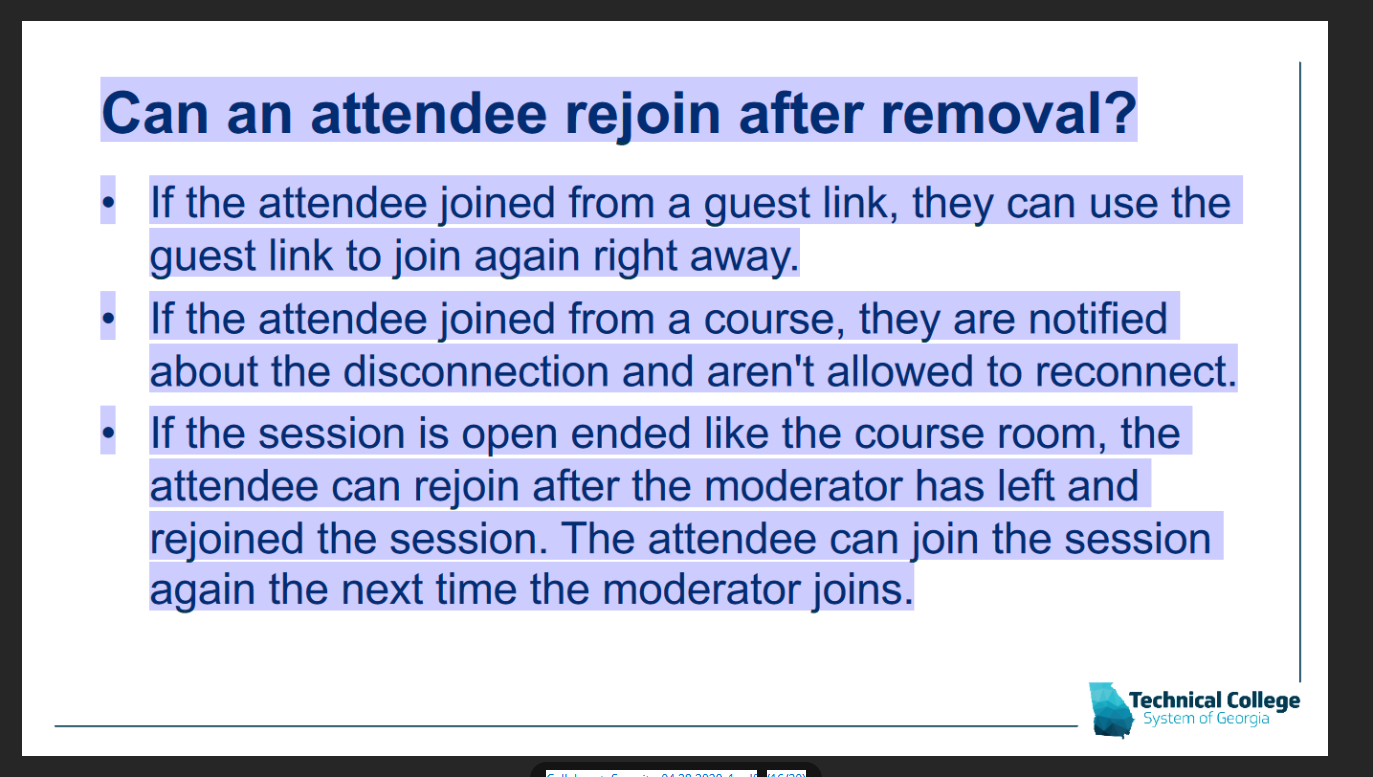 Can an attendee rejoin after removal?
• If the attendee joined from a guest link, they can use the
guest link to join again right away.
• If the attendee joined from a course, they are notified
about the disconnection and aren't allowed to reconnect.
• If the session is open ended like the course room, the
attendee can rejoin after the moderator has left and
rejoined the session. The attendee can join the session
again the next time the moderator joins.
Technical College
System of Georgia